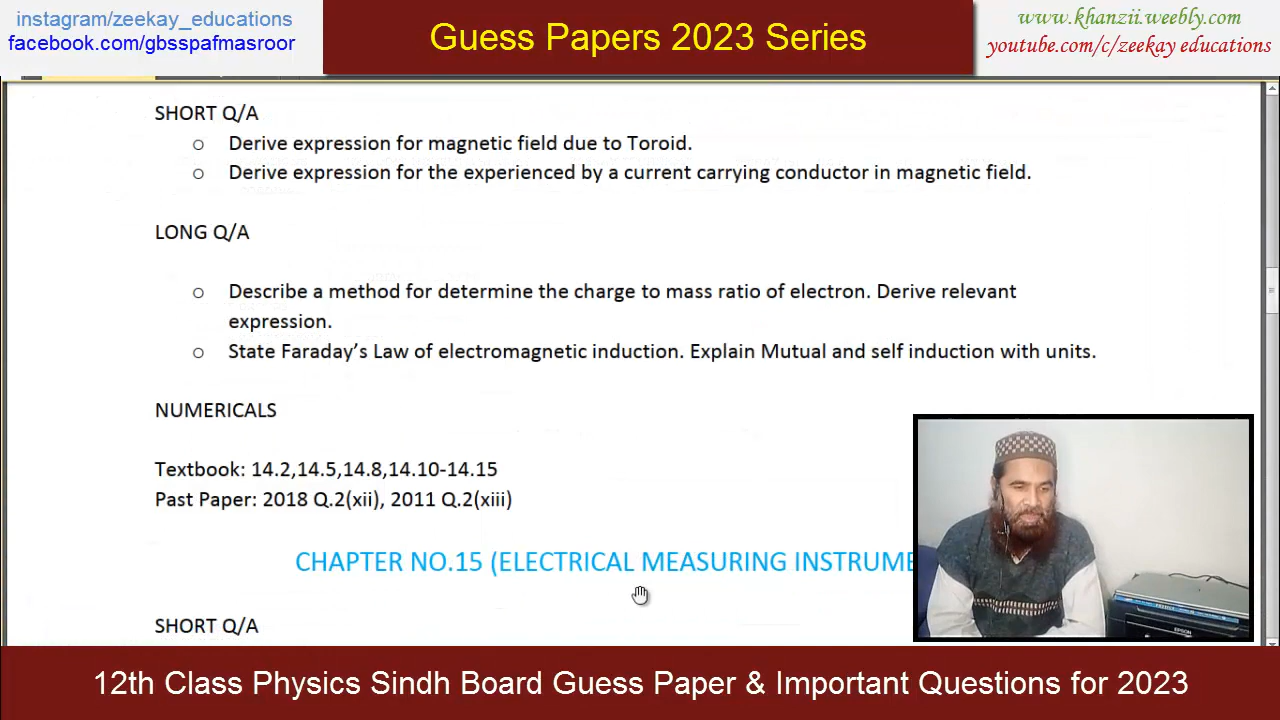 instagram/zeekay_educations
facebook.com/gbsspafmasroor
Guess Papers 2023 Series
www.khanzii.weebly.com
youtube.com/c/zeekay educations
SHORT Q/A
o Derive expression for magnetic field due to Toroid.
o Derive expression for the experienced by a current carrying conductor in magnetic field.
LONG Q/A
o Describe a method for determine the charge to mass ratio of electron. Derive relevant
expression.
o State Faraday's Law of electromagnetic induction. Explain Mutual and self induction with units.
NUMERICALS
Textbook: 14.2,14.5,14.8,14.10-14.15
Past Paper: 2018 Q.2(xii), 2011 Q.2(xiii)
CHAPTER NO.15 (ELECTRICAL MEASURING INSTRUME
SHORT Q/A
EPSON
12th Class Physics Sindh Board Guess Paper & Important Questions for 2023